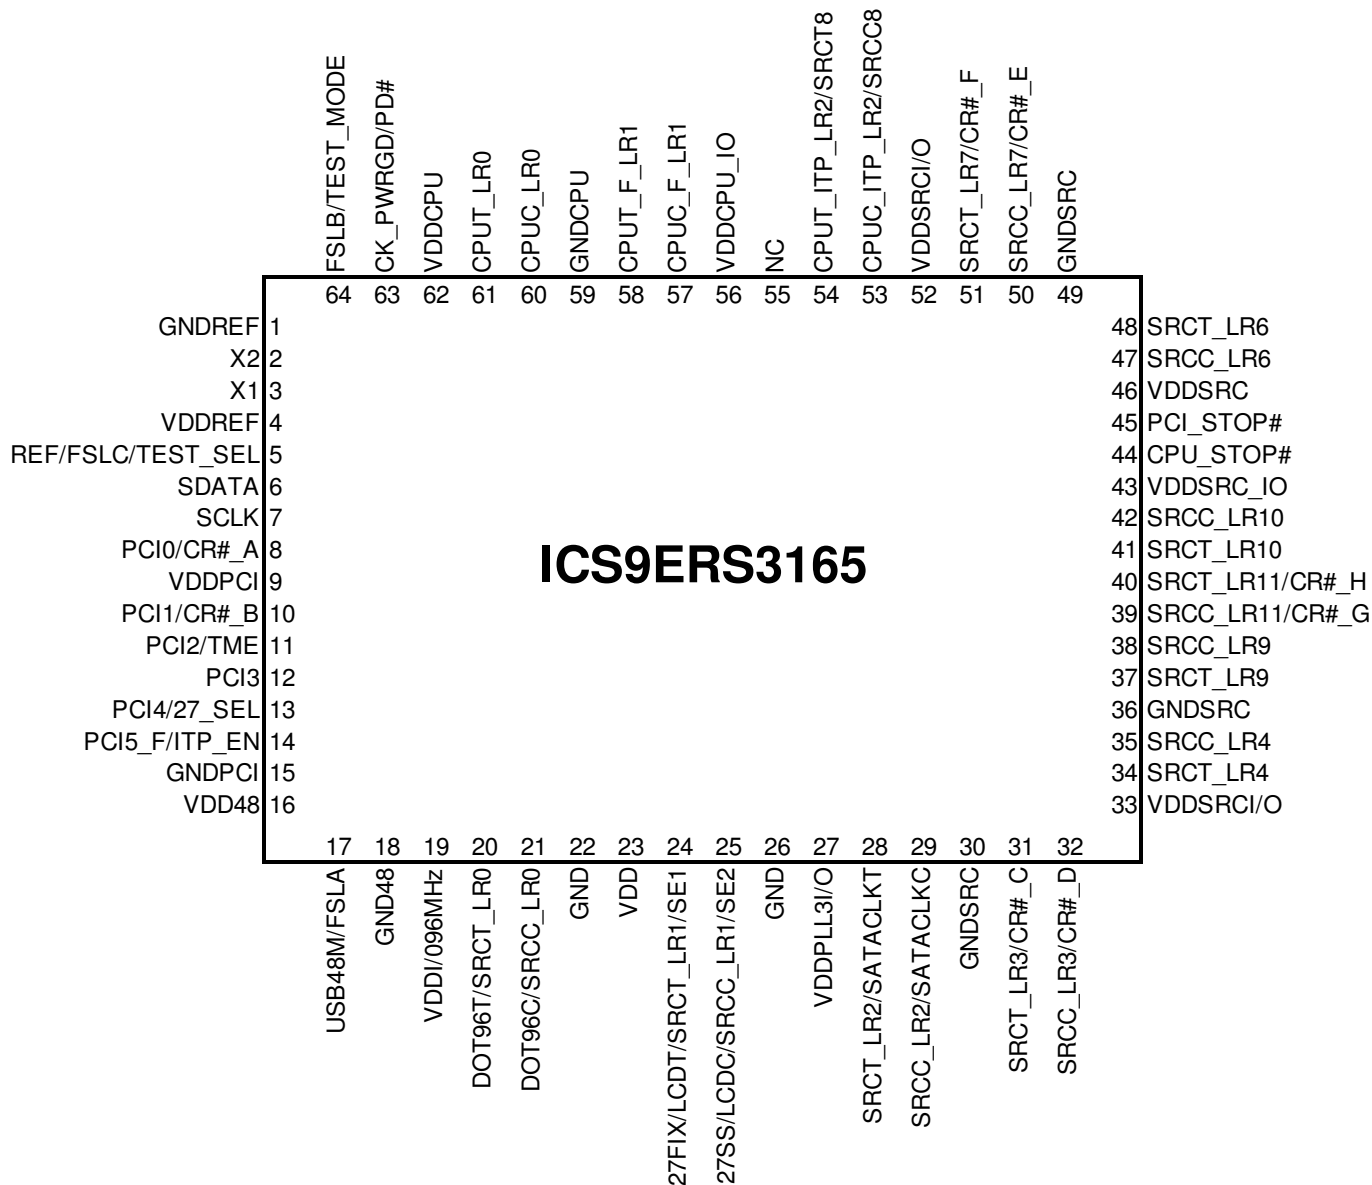 FSLB/TEST_MODE
CK_PWRGD/PD#
VDDCPU
CPUT_LR0
CPUC_LR0
GNDCPU
CPUT_F_LR1
CPUC_F_LR1
VDDCPU_IO
NC
CPUT_ITP_LR2/SRCT8
CPUC_ITP_LR2/SRCC8
VDDSRCI/O
SRCT_LR7/CR#_F
SRCC_LR7/CR#_E
GNDSRC
64 63 62 61 60 59 58 57 56 55 54 53 52 51 50 49
GNDREF 1
X2 2
X1 3
VDDREF 4
REF/FSLC/TEST_SEL 5
SDATA 6
SCLK 7
PCI0/CR#_A 8
VDDPCI 9
PCI1/CR#_B 10
PCI2/TME 11
PCI3 12
PCI4/27_SEL 13
PCI5_F/ITP_EN 14
GNDPCI 15
VDD48 16
ICS9ERS3165
48 SRCT_LR6
47 SRCC_LR6
46 VDDSRC
45 PCI_STOP#
44 CPU_STOP#
43 VDDSRC_IO
42 SRCC_LR10
41 SRCT_LR10
40 SRCT_LR11/CR#_H
39 SRCC_LR11/CR#_G
38 SRCC_LR9
37 SRCT_LR9
36 GNDSRC
35 SRCC_LR4
34 SRCT_LR4
33 VDDSRCI/O
17 18 19 20 21 22 23 24 25 26 27 28 29 30 31 32
USB48M/FSLA
GND48
VDDI/096MHz
DOT96T/SRCT_LR0
DOT96C/SRCC_LR0
GND
VDD
27FIX/LCDT/SRCT_LR1/SE1
27SS/LCDC/SRCC_LR1/SE2
GND
VDDPLL3I/O
SRCT_LR2/SATACLKT
SRCC_LR2/SATACLKC
GNDSRC
SRCT_LR3/CR#_C
SRCC_LR3/CR#_D